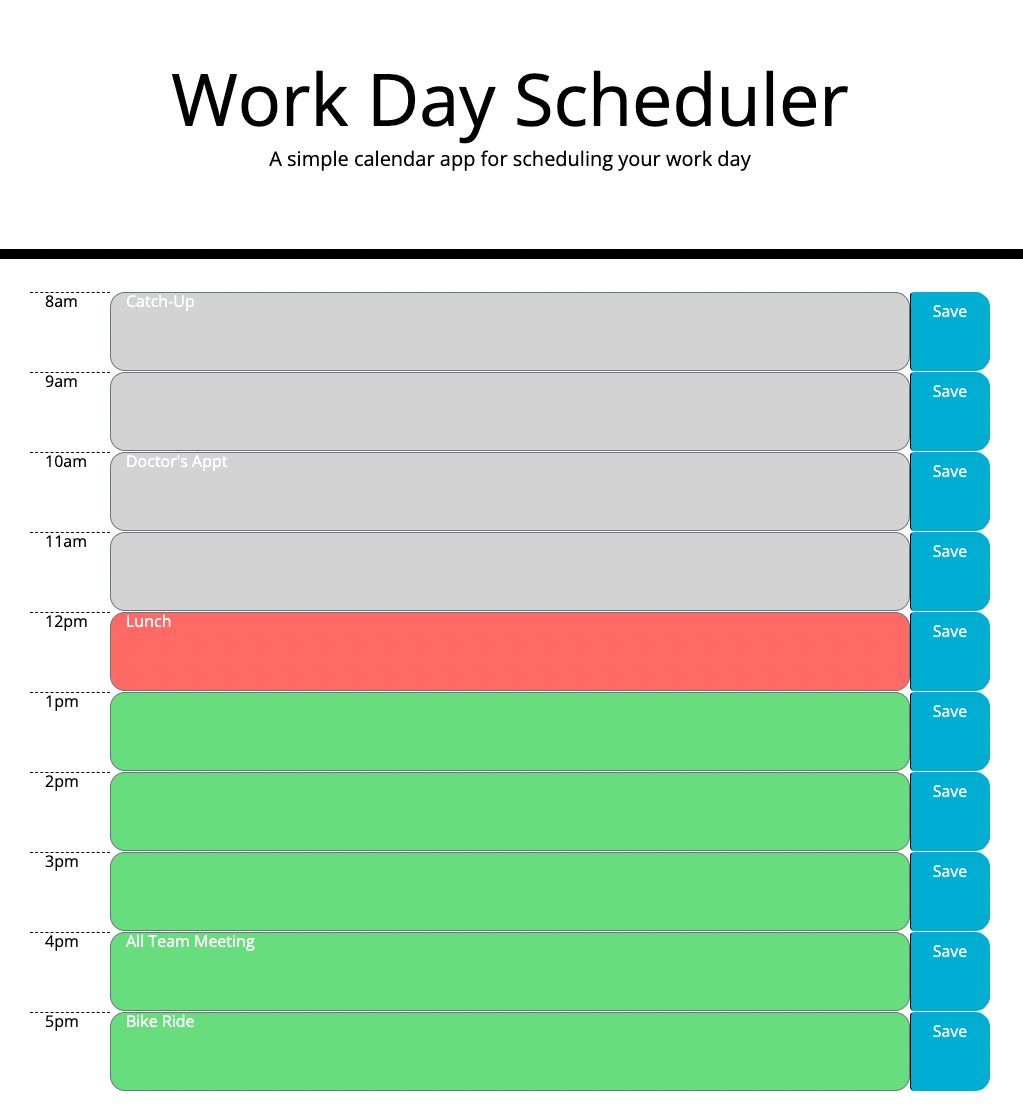 Work Day Scheduler
A simple calendar app for scheduling your work day
8am Catch-Up Save
9am Save
10am Doctor's Appt Save
11am Save
12pm Lunch Save
1pm Save
2pm Save
3pm Save
4pm All Team Meeting Save
5pm Bike Ride Save